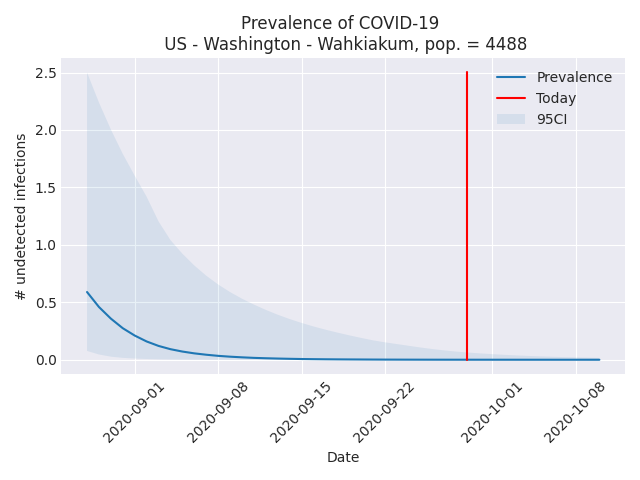 Prevalence of COVID-19
US - Washington - Wahkiakum, pop. = 4488
2.5
2.0
1.5
1.0
0.5
0.0
# undetected infections
Prevalence
Today
95CI
2020-09-01
2020-09-08
2020-09-15
2020-09-22
2020-10-01
2020-10-08
Date